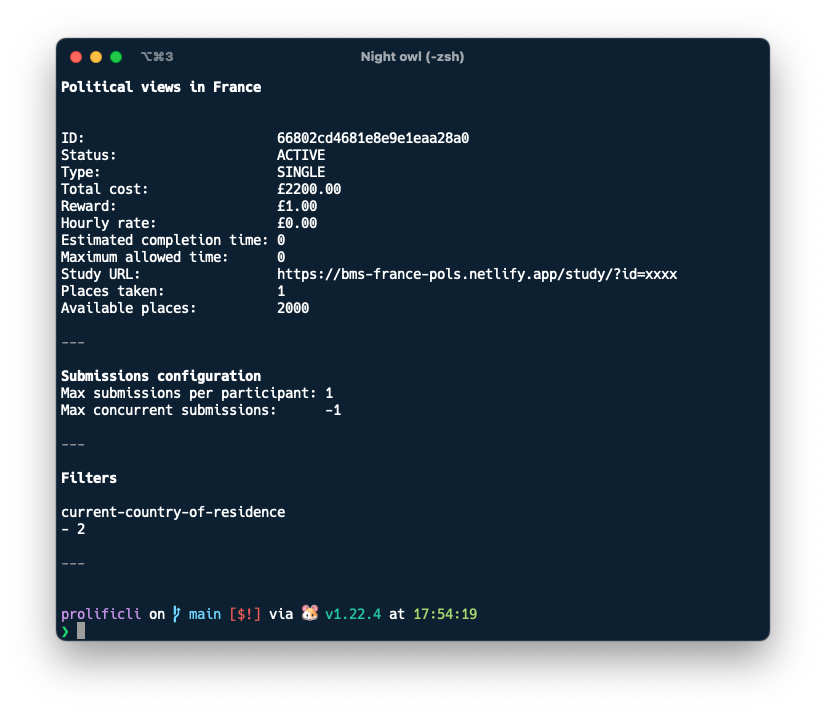 ⌥⌘3 Night owl (-zsh)
Political views in France
ID: 66802cd4681e8e9e1eaa28a0
Status: ACTIVE
Type: SINGLE
Total cost: £2200.00
Reward: £1.00
Hourly rate: £0.00
Estimated completion time: 0
Maximum allowed time: 0
Study URL: https://bms-france-pols.netlify.app/study/?id=xxxx
Places taken: 1
Available places: 2000
---
Submissions configuration
Max submissions per participant: 1
Max concurrent submissions: -1
---
Filters
current-country-of-residence
- 2
---
prolificli on main [$!] via 🐹 v1.22.4 at 17:54:19
❯